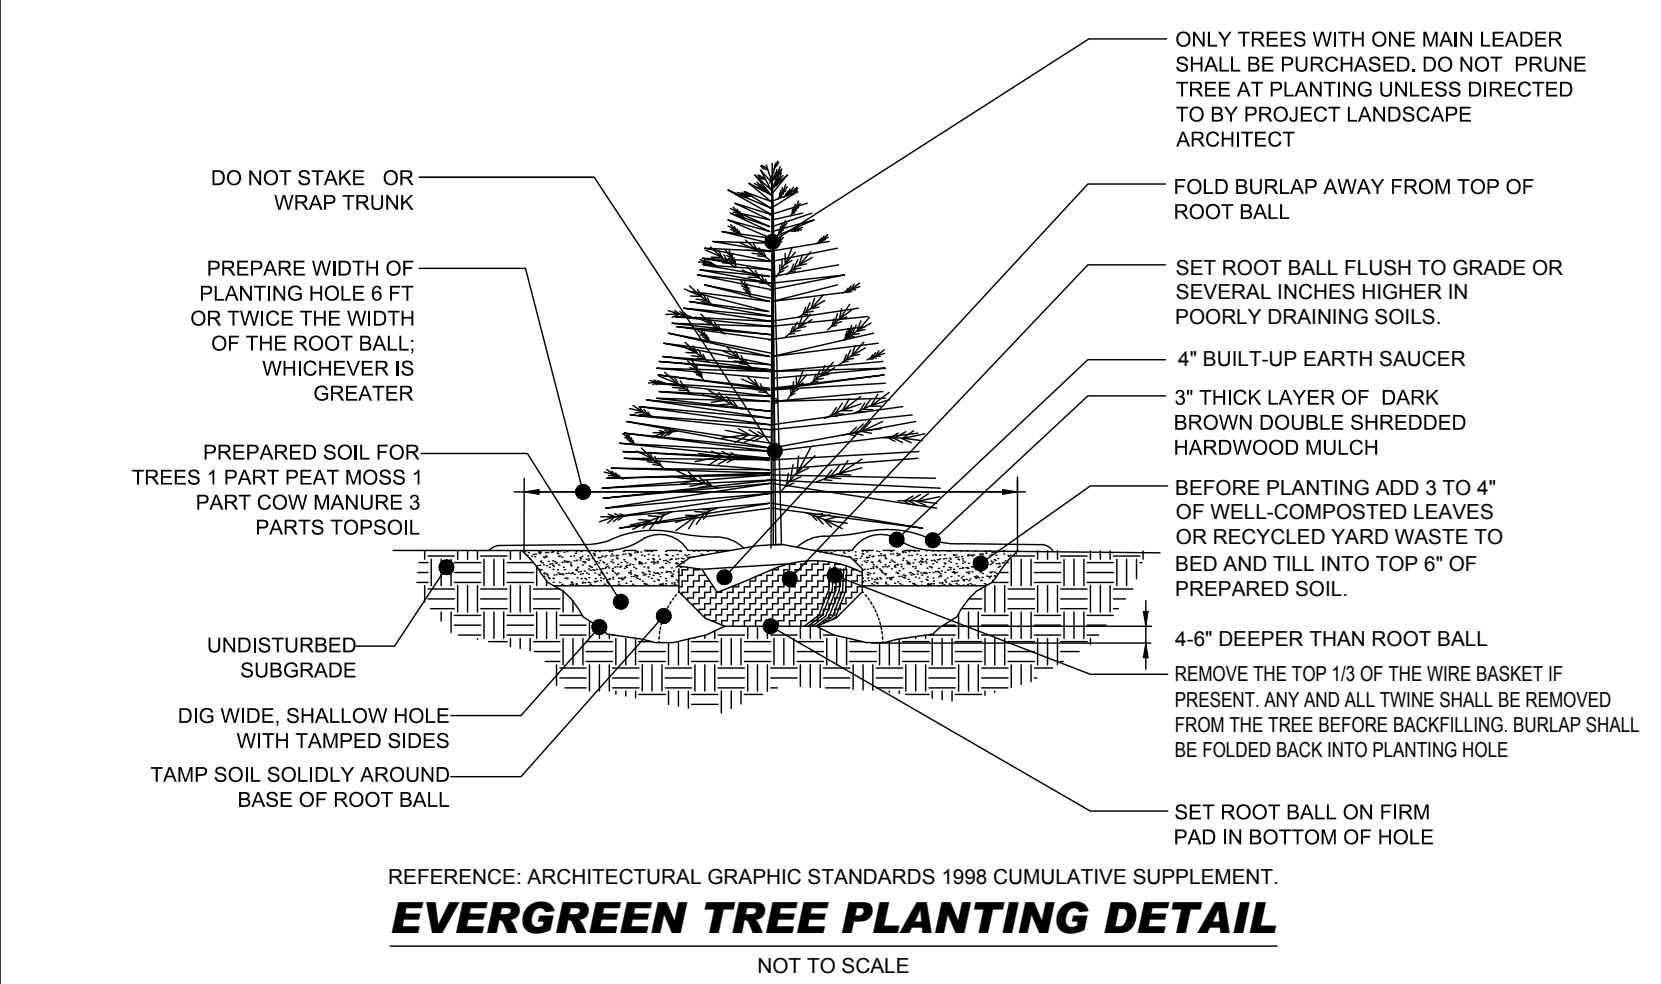 DO NOT STAKE OR
WRAP TRUNK
PREPARE WIDTH OF
PLANTING HOLE 6 FT
OR TWICE THE WIDTH
OF THE ROOT BALL;
WHICHEVER IS
GREATER
PREPARED SOIL FOR
TREES 1 PART PEAT MOSS 1
PART COW MANURE 3
PARTS TOPSOIL
UNDISTURBED
SUBGRADE
DIG WIDE, SHALLOW HOLE
WITH TAMPED SIDES
TAMP SOIL SOLIDLY AROUND
BASE OF ROOT BALL
ONLY TREES WITH ONE MAIN LEADER
SHALL BE PURCHASED. DO NOT PRUNE
TREE AT PLANTING UNLESS DIRECTED
TO BY PROJECT LANDSCAPE
ARCHITECT
FOLD BURLAP AWAY FROM TOP OF
ROOT BALL
SET ROOT BALL FLUSH TO GRADE OR
SEVERAL INCHES HIGHER IN
POORLY DRAINING SOILS.
4" BUILT-UP EARTH SAUCER
3" THICK LAYER OF DARK
BROWN DOUBLE SHREDDED
HARDWOOD MULCH
BEFORE PLANTING ADD 3 TO 4"
OF WELL-COMPOSTED LEAVES
OR RECYCLED YARD WASTE TO
BED AND TILL INTO TOP 6" OF
PREPARED SOIL.
4-6" DEEPER THAN ROOT BALL
REMOVE THE TOP 1/3 OF THE WIRE BASKET IF
PRESENT. ANY AND ALL TWINE SHALL BE REMOVED
FROM THE TREE BEFORE BACKFILLING. BURLAP SHALL
BE FOLDED BACK INTO PLANTING HOLE
SET ROOT BALL ON FIRM
PAD IN BOTTOM OF HOLE
REFERENCE: ARCHITECTURAL GRAPHIC STANDARDS 1998 CUMULATIVE SUPPLEMENT.
EVERGREEN TREE PLANTING DETAIL
NOT TO SCALE